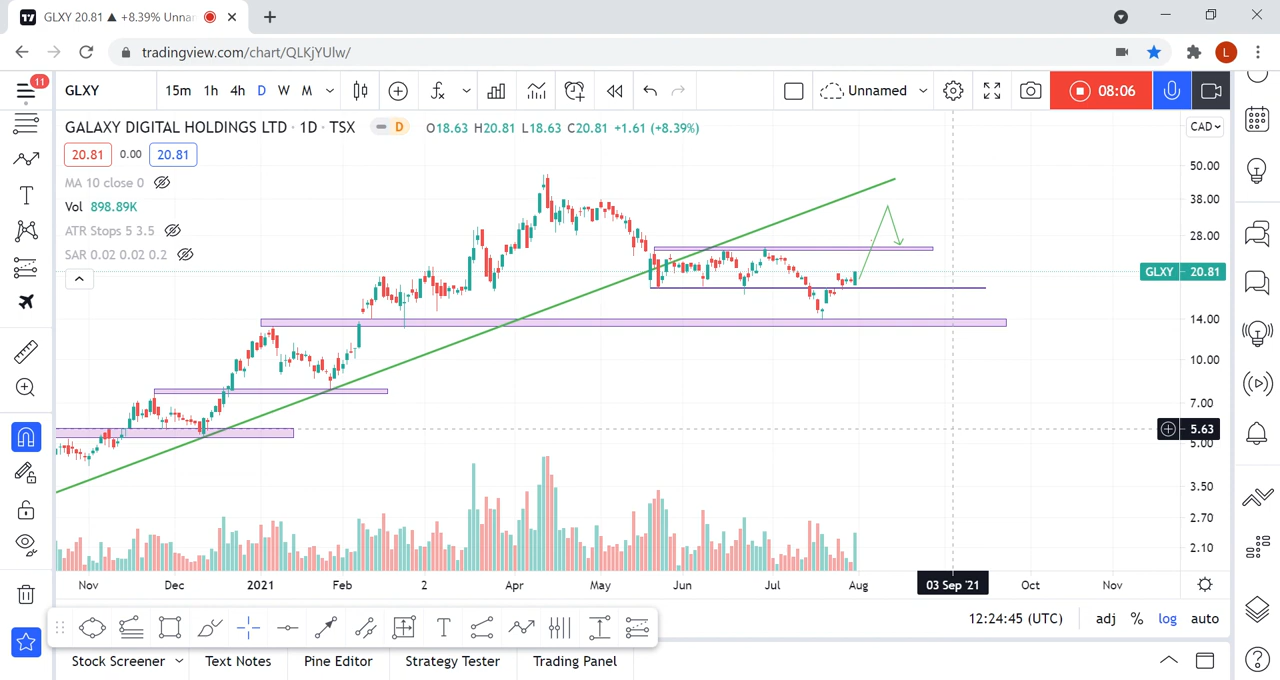 GLXY 20.81 ▲ +8.39% Unna
tradingview.com/chart/QLKjYUlw/
L
11
GLXY
15m 1h 4h D W M
Unnamed
08:06
GALAXY DIGITAL HOLDINGS LTD · 1D · TSX
D
O18.63 H20.81 L18.63 C20.81 +1.61 (+8.39%)
CAD
20.81 0.00 20.81
MA 10 close 0
Vol 898.89K
ATR Stops 5 3.5
SAR 0.02 0.02 0.2
50.00
38.00
28.00
GLXY 20.81
14.00
10.00
7.00
5.63
5.00
3.50
2.70
2.10
Nov Dec 2021 Feb 2 Apr May Jun Jul Aug 03 Sep '21 Oct Nov
12:24:45 (UTC) adj % log auto
Stock Screener Text Notes Pine Editor Strategy Tester Trading Panel